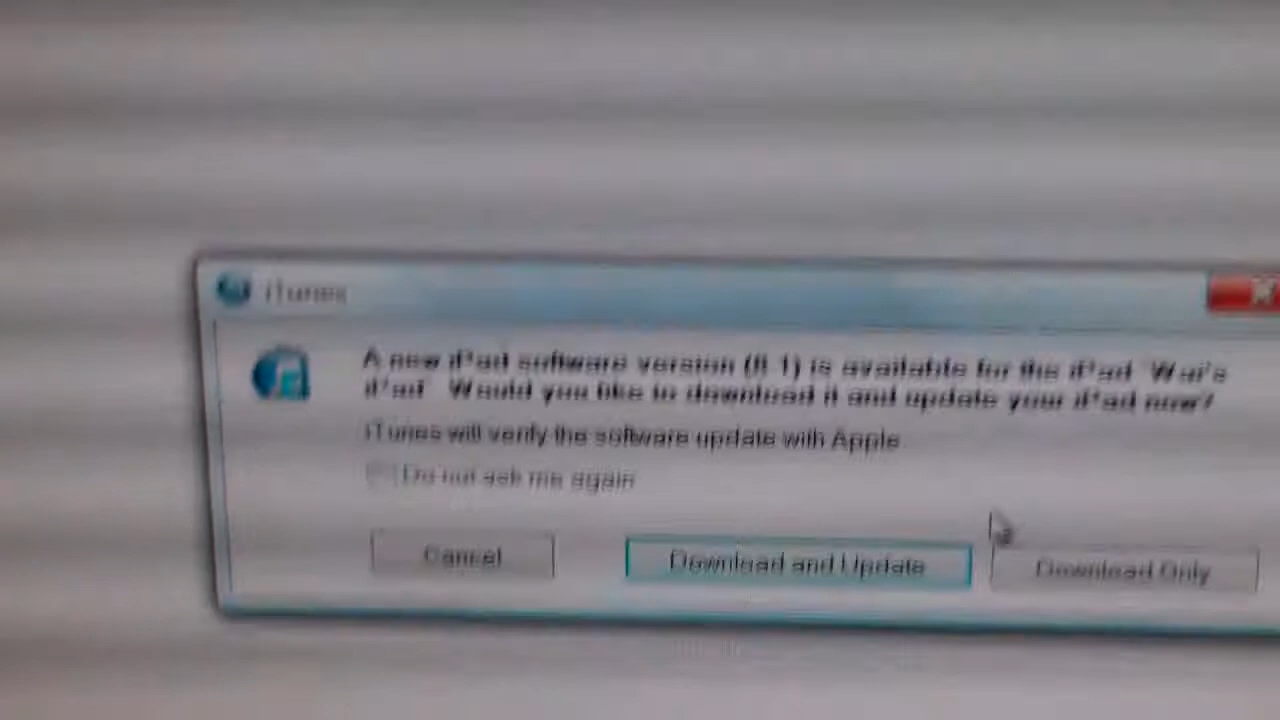 iTunes
A new iPad software version (8.1) is available for the iPad "Wai's
iPad". Would you like to download it and update your iPad now?
iTunes will verify the software update with Apple.
Do not ask me again
Cancel
Download and Update
Download Only